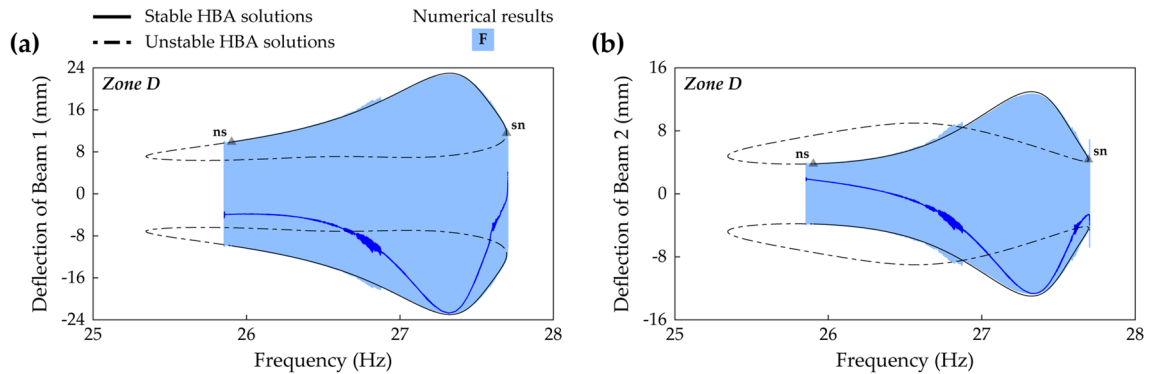 Stable HBA solutions
Numerical results
Unstable HBA solutions
F
(a)
Zone D
ns
sn
24
16
8
0
-8
-16
-24
25
26
27
28
Deflection of Beam 1 (mm)
Frequency (Hz)
(b)
Zone D
ns
sn
16
8
0
-8
-16
25
26
27
28
Deflection of Beam 2 (mm)
Frequency (Hz)